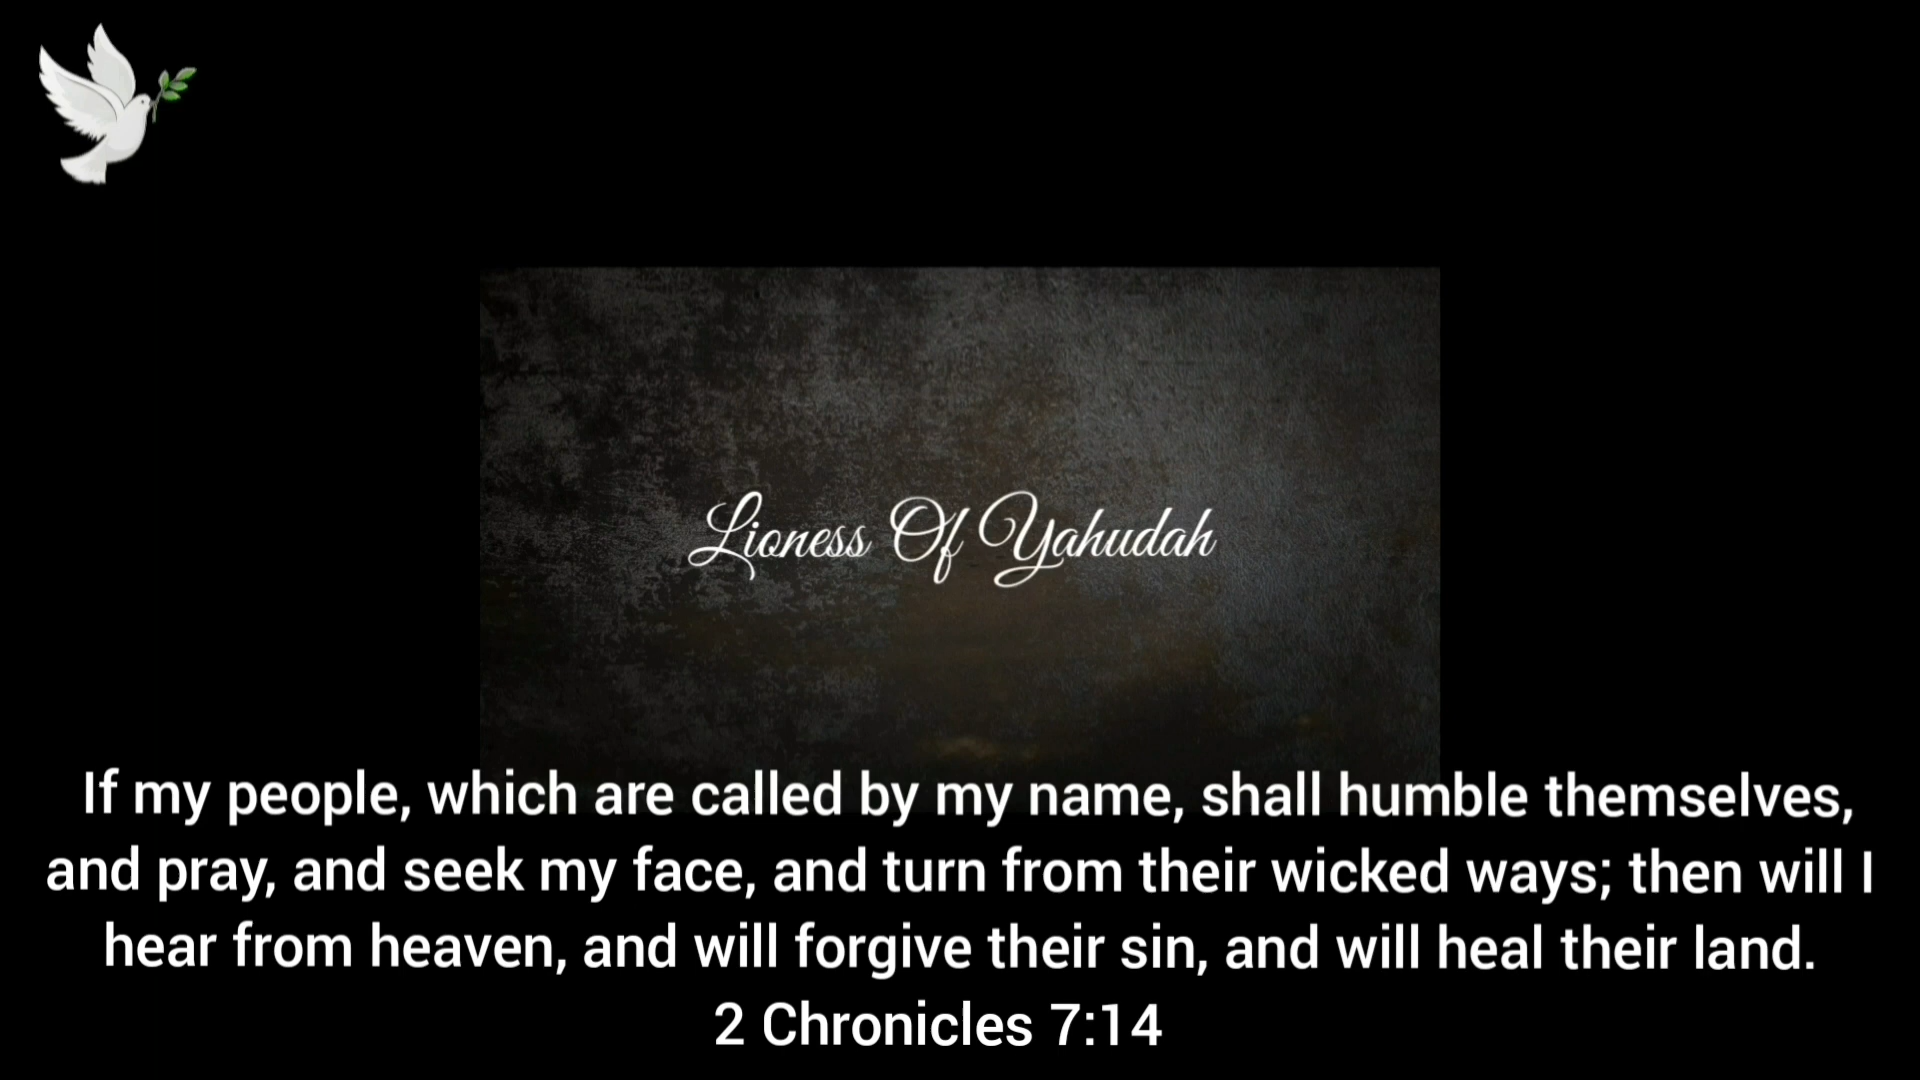 Lioness Of Yahudah
If my people, which are called by my name, shall humble themselves,
and pray, and seek my face, and turn from their wicked ways; then will I
hear from heaven, and will forgive their sin, and will heal their land.
2 Chronicles 7:14